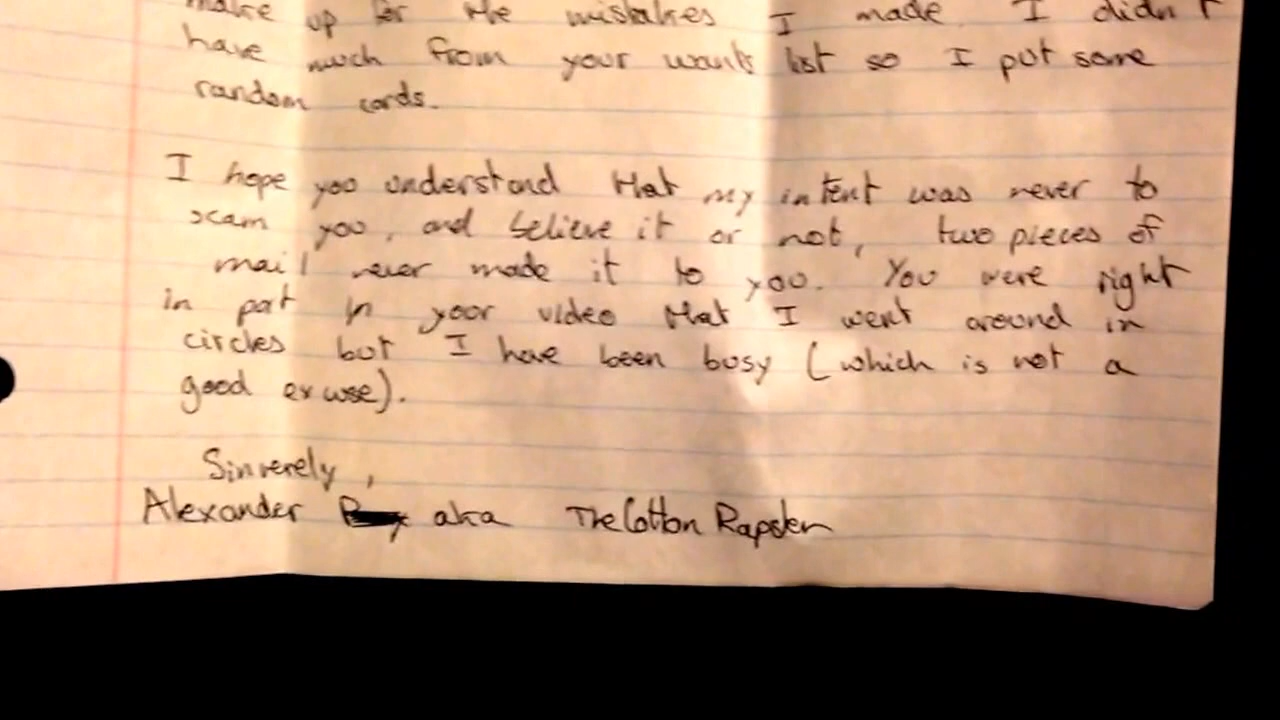 make up for the mistakes I made. I didn't
have much from your wants list so I put some
random cards.
I hope you understand that my intent was never to
scam you, and believe it or not, two pieces of
mail never made it to you. You were right
in part in your video that I went around in
circles but I have been busy (which is not a
good excuse).
Sincerely,
Alexander aka TheCotton